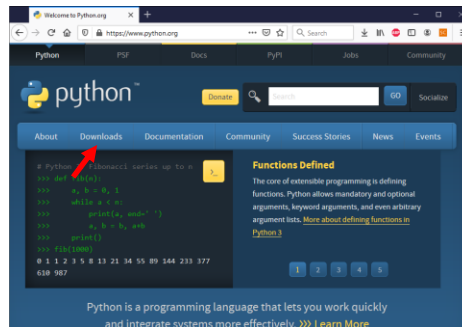 Welcome to Python.org
https://www.python.org
Search
Python PSF Docs PyPI Jobs Community
python™
Donate
Search
GO
Socialize
About Downloads Documentation Community Success Stories News Events
# Python 3: Fibonacci series up to n
>>> def fib(n):
>>> a, b = 0, 1
>>> while a < n:
>>> print(a, end=' ')
>>> a, b = b, a+b
>>> print()
>>> fib(1000)
0 1 1 2 3 5 8 13 21 34 55 89 144 233 377
610 987
>_
Functions Defined
The core of extensible programming is defining
functions. Python allows mandatory and optional
arguments, keyword arguments, and even arbitrary
argument lists. More about defining functions in
Python 3
1 2 3 4 5
Python is a programming language that lets you work quickly
and integrate systems more effectively. >>> Learn More